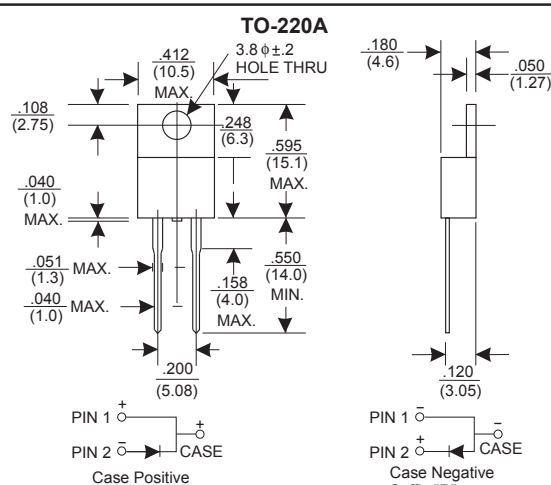 TO-220A
.412
(10.5)
MAX.
3.8 ϕ ±.2
HOLE THRU
.180
(4.6)
.050
(1.27)
.108
(2.75)
.248
(6.3)
.595
(15.1)
MAX.
.040
(1.0)
MAX.
.051
(1.3)
MAX.
.040
(1.0)
MAX.
.158
(4.0)
MAX.
.550
(14.0)
MIN.
.200
(5.08)
.120
(3.05)
PIN 1 +
PIN 2 −
+
CASE
Case Positive
PIN 1 −
PIN 2 +
−
CASE
Case Negative